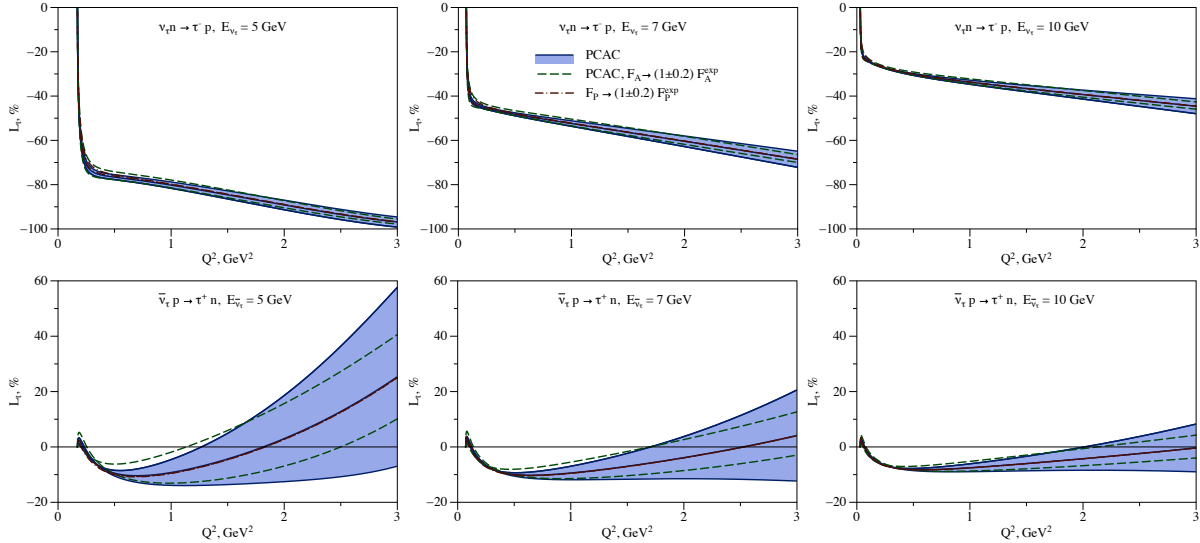 ν_τ n → τ⁻ p, E_ν_τ = 5 GeV
0
−20
−40
−60
−80
−100
L_τ, %
0 1 2 3
Q², GeV²
ν_τ n → τ⁻ p, E_ν_τ = 7 GeV
PCAC
PCAC, F_A → (1±0.2) F_A^exp
F_P → (1±0.2) F_P^exp
0
−20
−40
−60
−80
−100
L_τ, %
0 1 2 3
Q², GeV²
ν_τ n → τ⁻ p, E_ν_τ = 10 GeV
0
−20
−40
−60
−80
−100
L_τ, %
0 1 2 3
Q², GeV²
ν̅_τ p → τ⁺ n, E_ν̅_τ = 5 GeV
60
40
20
0
−20
L_τ, %
0 1 2 3
Q², GeV²
ν̅_τ p → τ⁺ n, E_ν̅_τ = 7 GeV
60
40
20
0
−20
L_τ, %
0 1 2 3
Q², GeV²
ν̅_τ p → τ⁺ n, E_ν̅_τ = 10 GeV
60
40
20
0
−20
L_τ, %
0 1 2 3
Q², GeV²